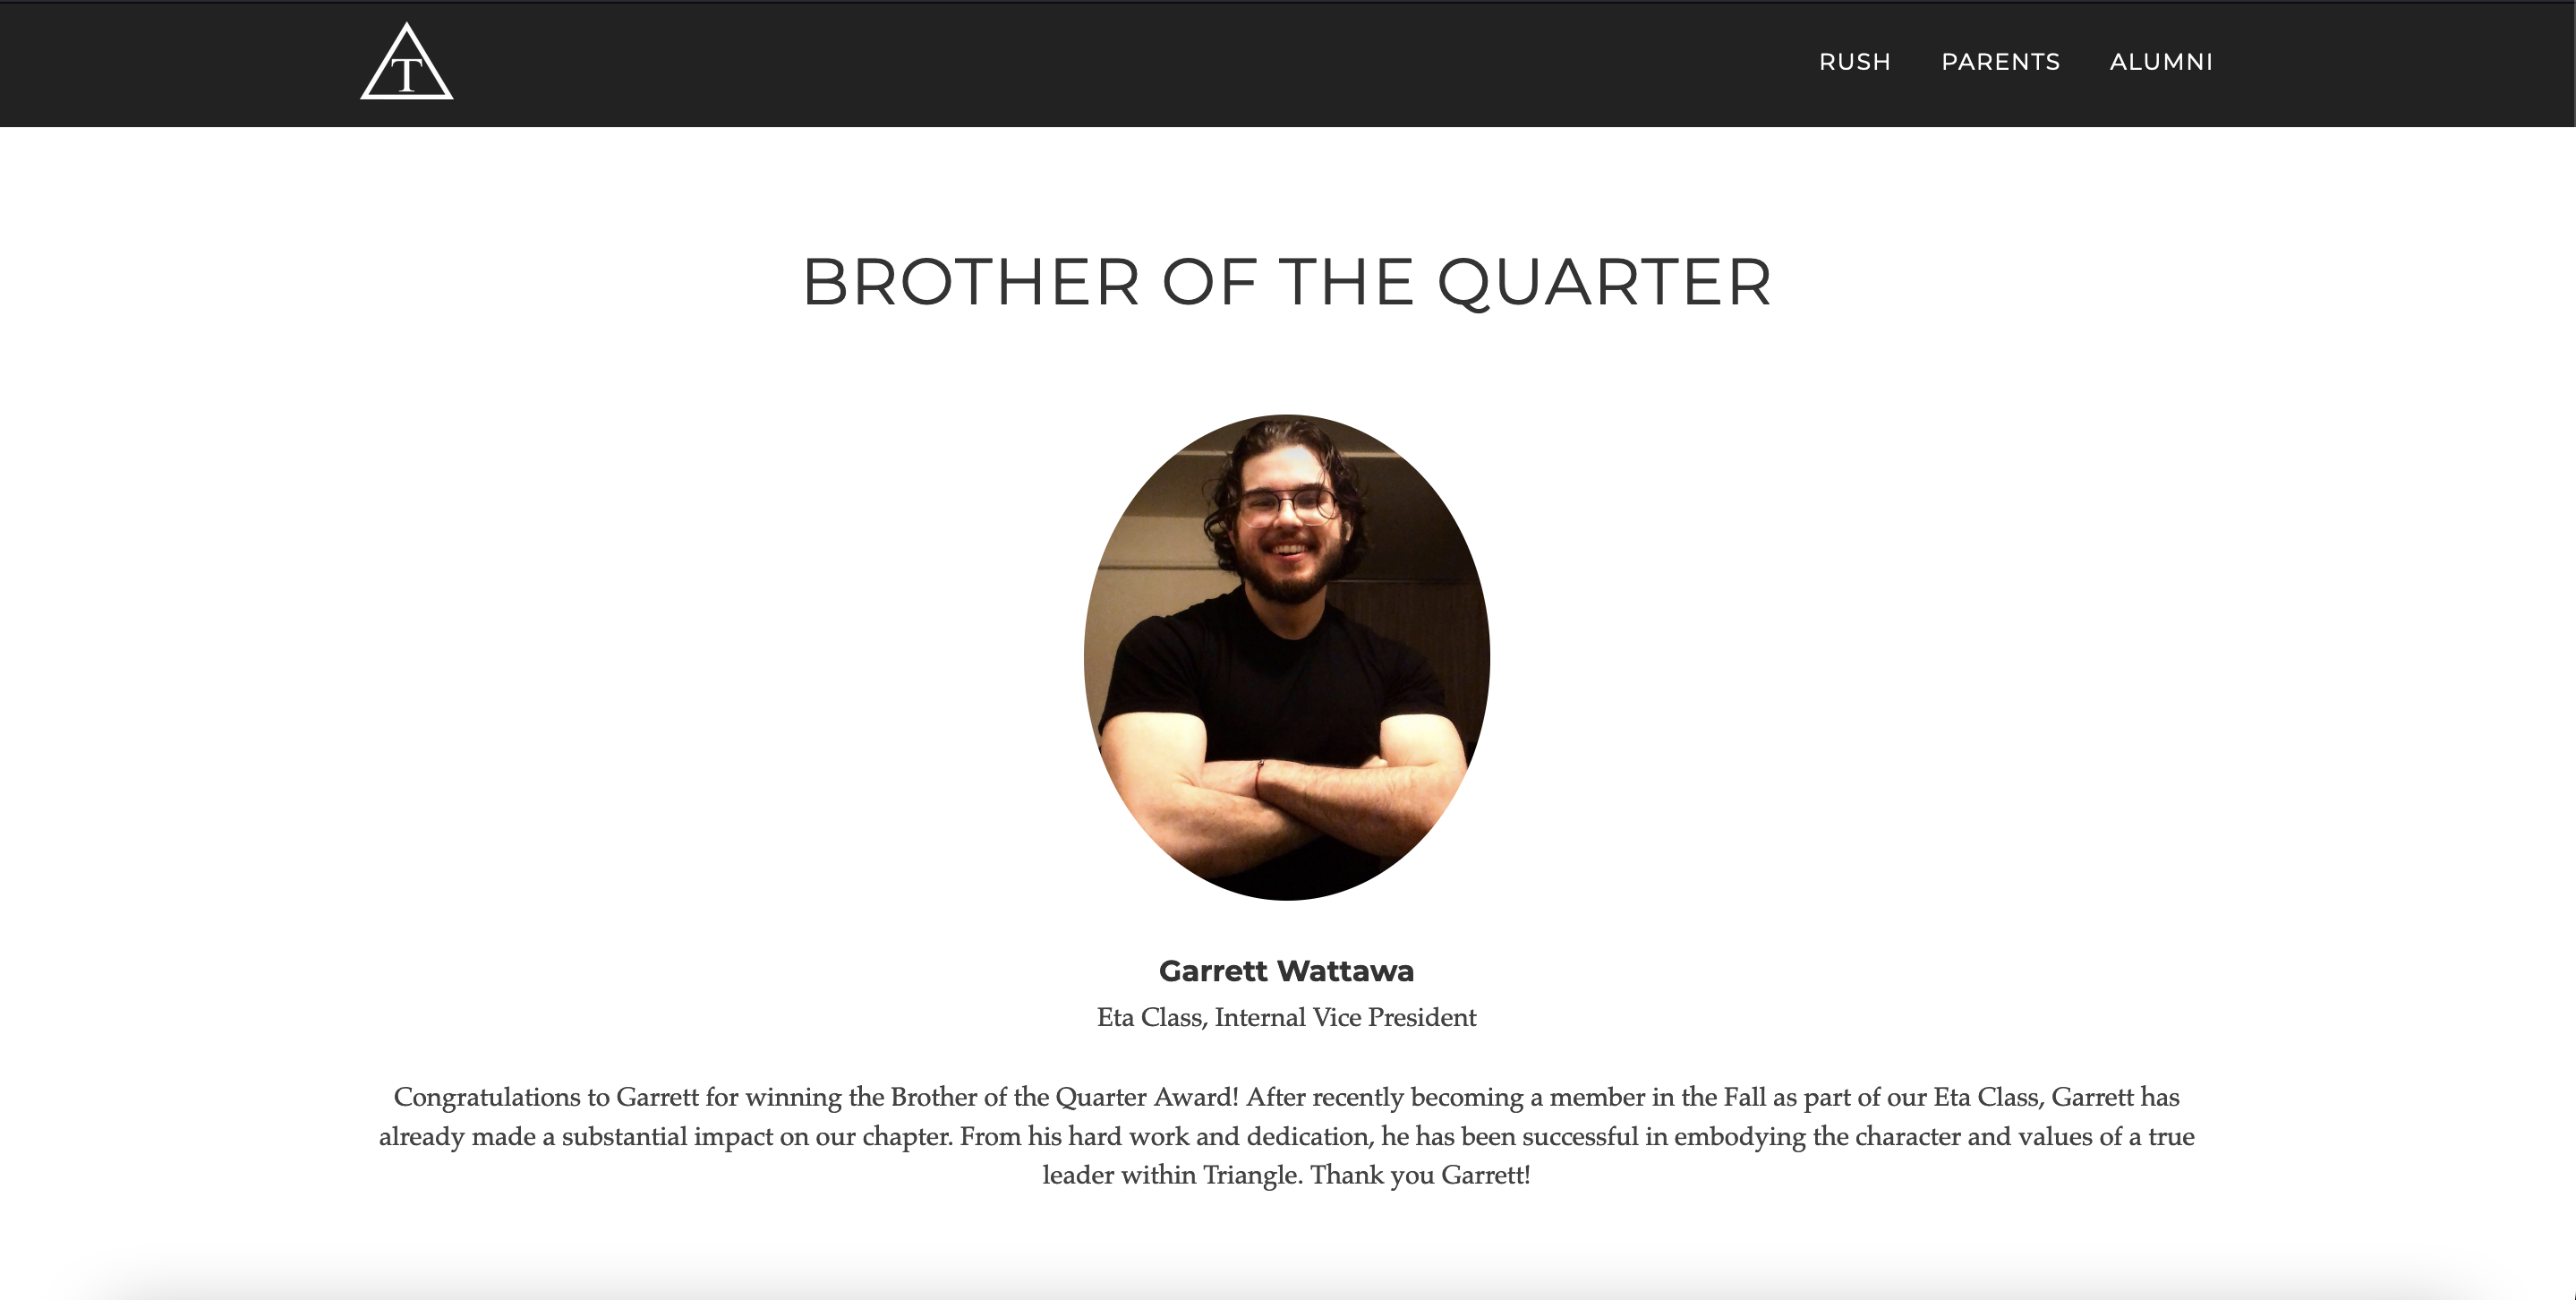 T
RUSH PARENTS ALUMNI
BROTHER OF THE QUARTER
Garrett Wattawa
Eta Class, Internal Vice President
Congratulations to Garrett for winning the Brother of the Quarter Award! After recently becoming a member in the Fall as part of our Eta Class, Garrett has
already made a substantial impact on our chapter. From his hard work and dedication, he has been successful in embodying the character and values of a true
leader within Triangle. Thank you Garrett!